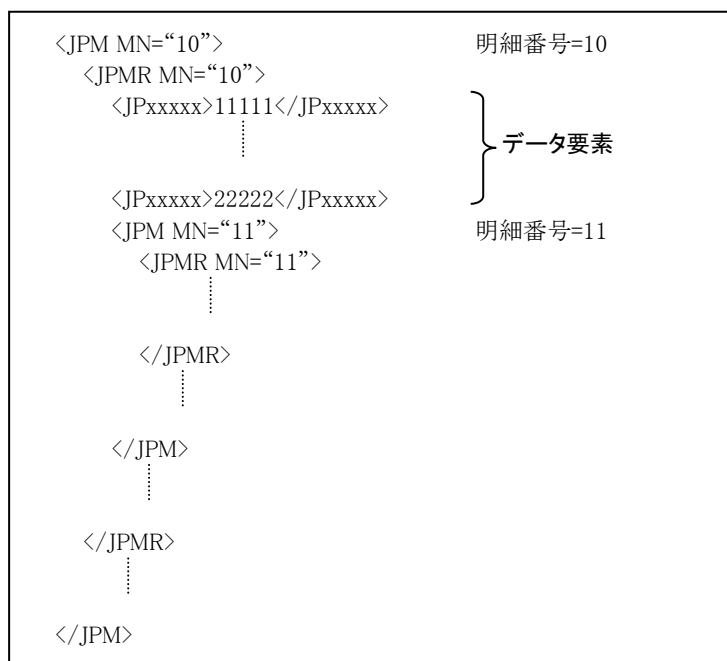 <JPM MN=“10”> 明細番号=10
<JPMR MN=“10”>
<JPxxxxx>11111</JPxxxxx>
データ要素
<JPxxxxx>22222</JPxxxxx>
<JPM MN=“11”> 明細番号=11
<JPMR MN=“11”>
</JPMR>
</JPM>
</JPMR>
</JPM>